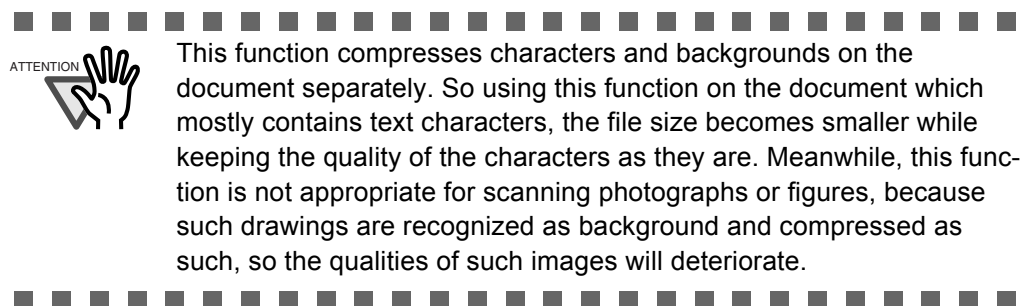 ATTENTION
This function compresses characters and backgrounds on the
document separately. So using this function on the document which
mostly contains text characters, the file size becomes smaller while
keeping the quality of the characters as they are. Meanwhile, this func-
tion is not appropriate for scanning photographs or figures, because
such drawings are recognized as background and compressed as
such, so the qualities of such images will deteriorate.